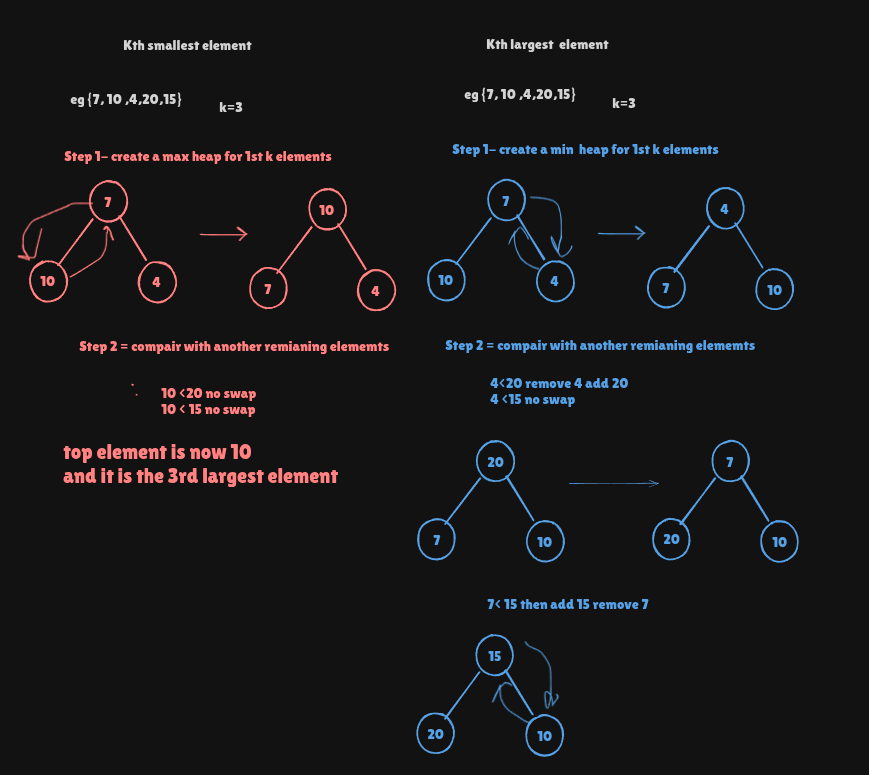 Kth smallest element
eg {7, 10 ,4,20,15}
k=3
Step 1- create a max heap for 1st k elements
7
10
4
10
7
4
Step 2 = compair with another remianing elememts
10 <20 no swap
10 < 15 no swap
top element is now 10
and it is the 3rd largest element
Kth largest element
eg {7, 10 ,4,20,15}
k=3
Step 1- create a min heap for 1st k elements
7
10
4
4
7
10
Step 2 = compair with another remianing elememts
4<20 remove 4 add 20
4 <15 no swap
20
7
10
7
20
10
7< 15 then add 15 remove 7
15
20
10